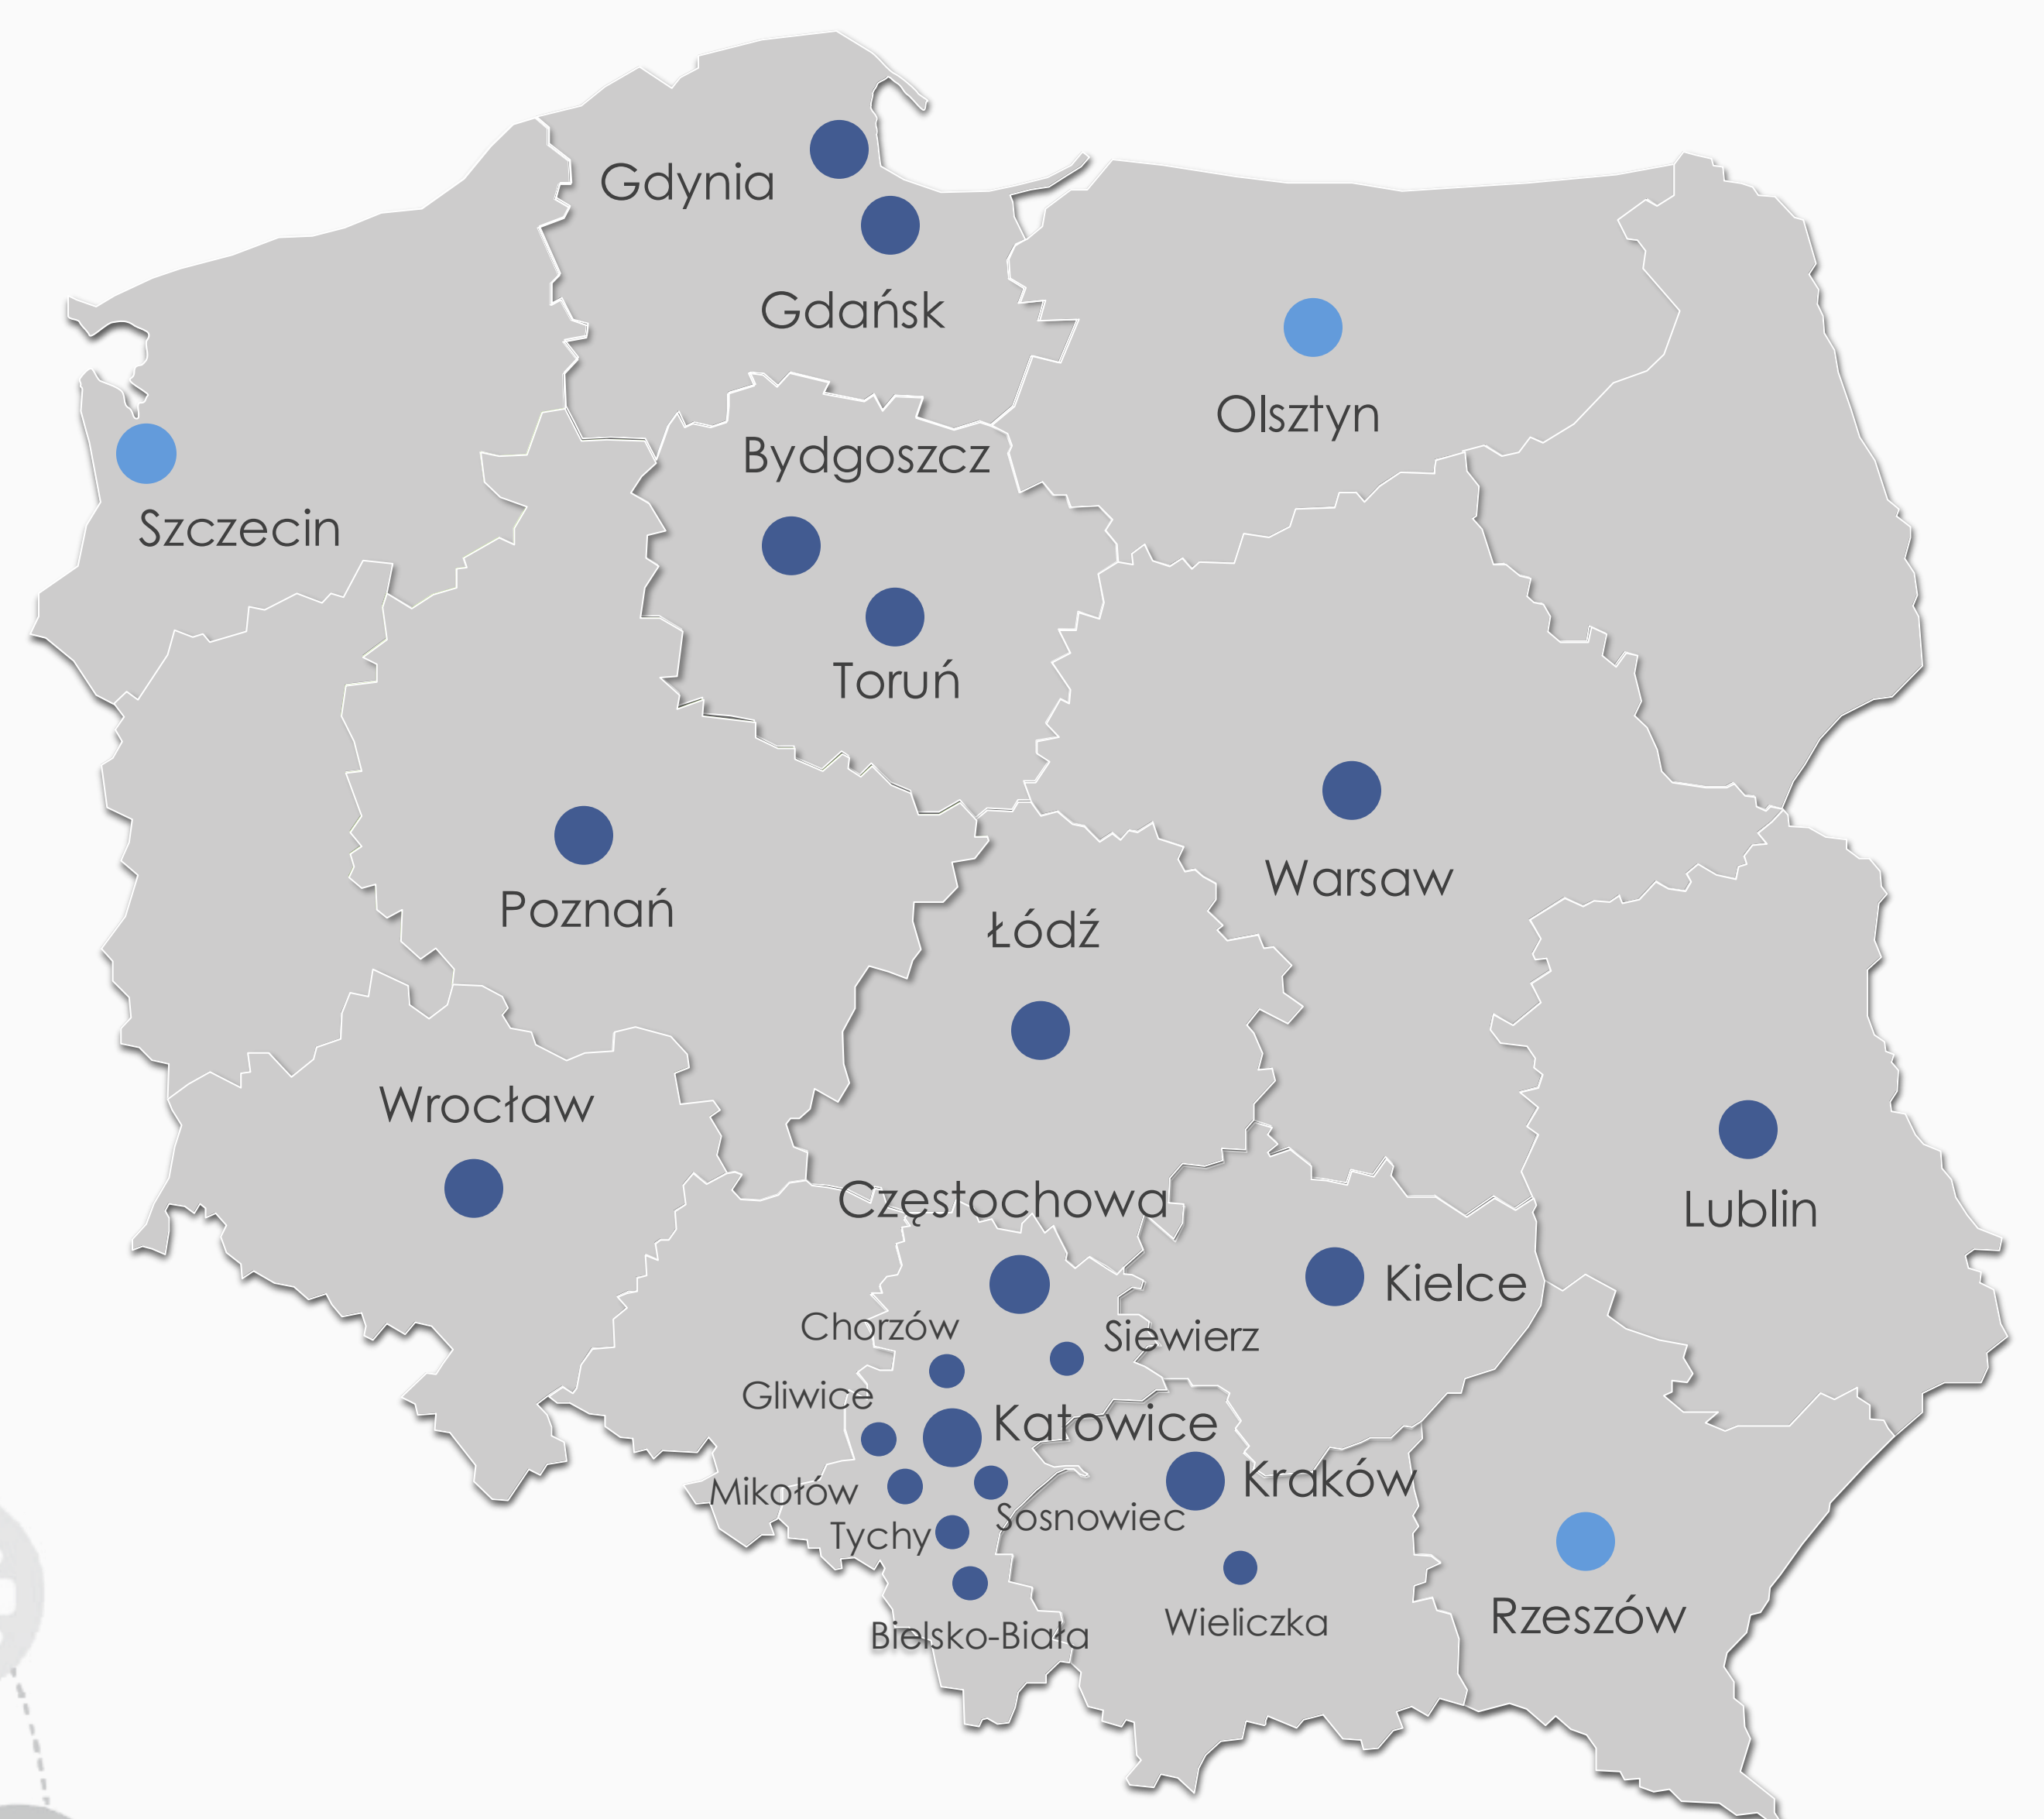 Gdynia
Gdańsk
Olsztyn
Bydgoszcz
Szczecin
Toruń
Warsaw
Poznań
Łódź
Wrocław
Częstochowa
Lublin
Kielce
Chorzów
Siewierz
Gliwice
Katowice
Kraków
Mikołów
Sosnowiec
Tychy
Rzeszów
Wieliczka
Bielsko-Biała